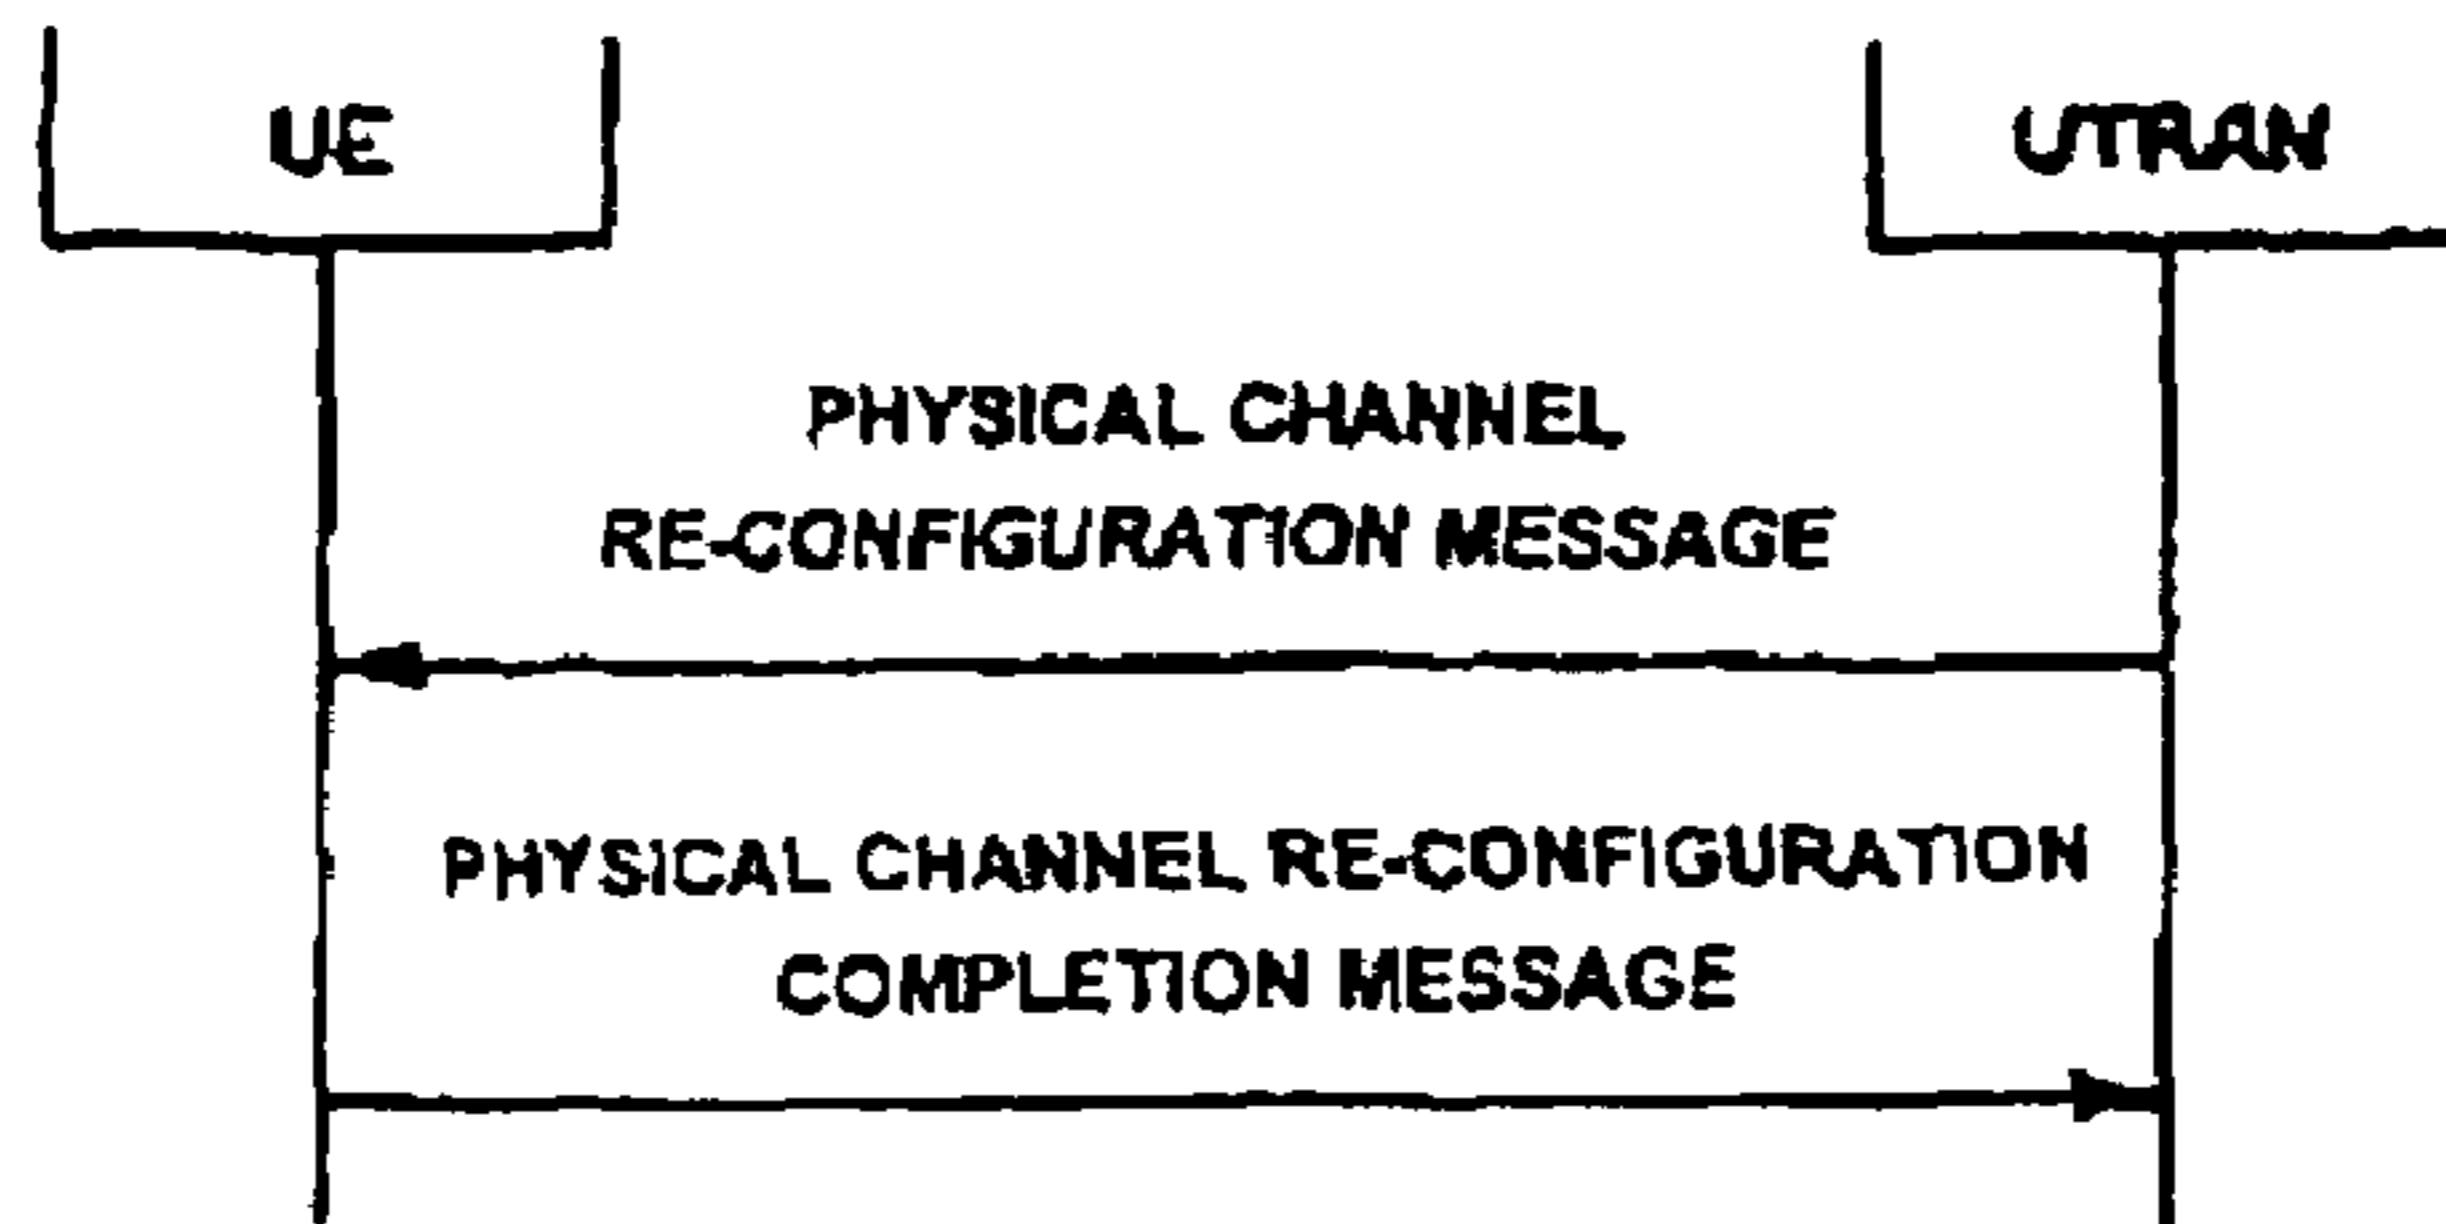 UE
UTRAN
PHYSICAL CHANNEL
RE-CONFIGURATION MESSAGE
PHYSICAL CHANNEL RE-CONFIGURATION
COMPLETION MESSAGE